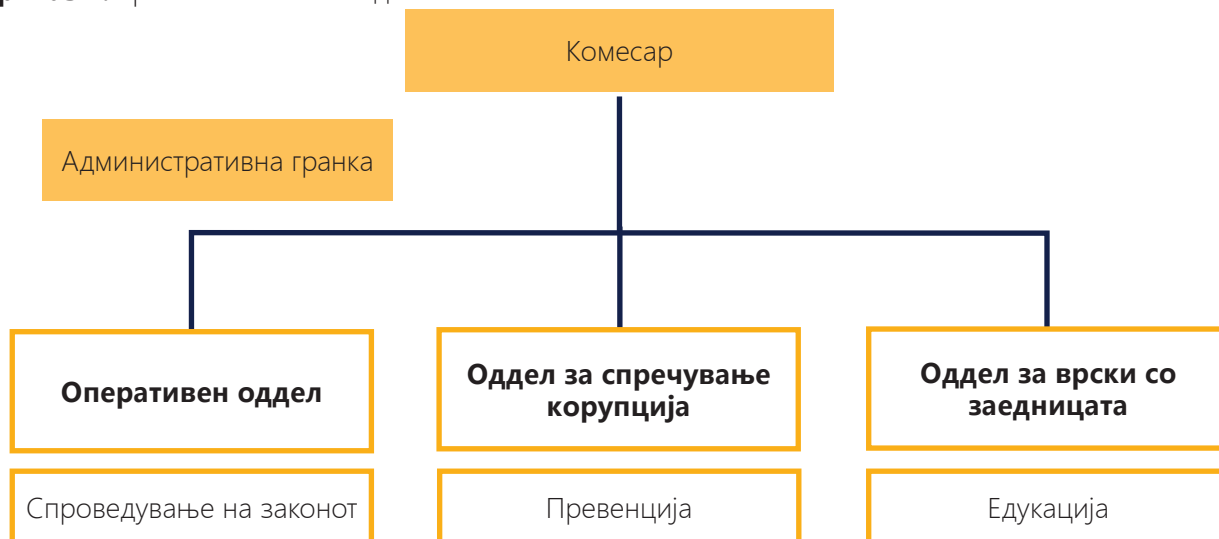 Комесар
Административна гранка
Оперативен оддел
Оддел за спречување
корупција
Оддел за врски со
заедницата
Спроведување на законот
Превенција
Едукација